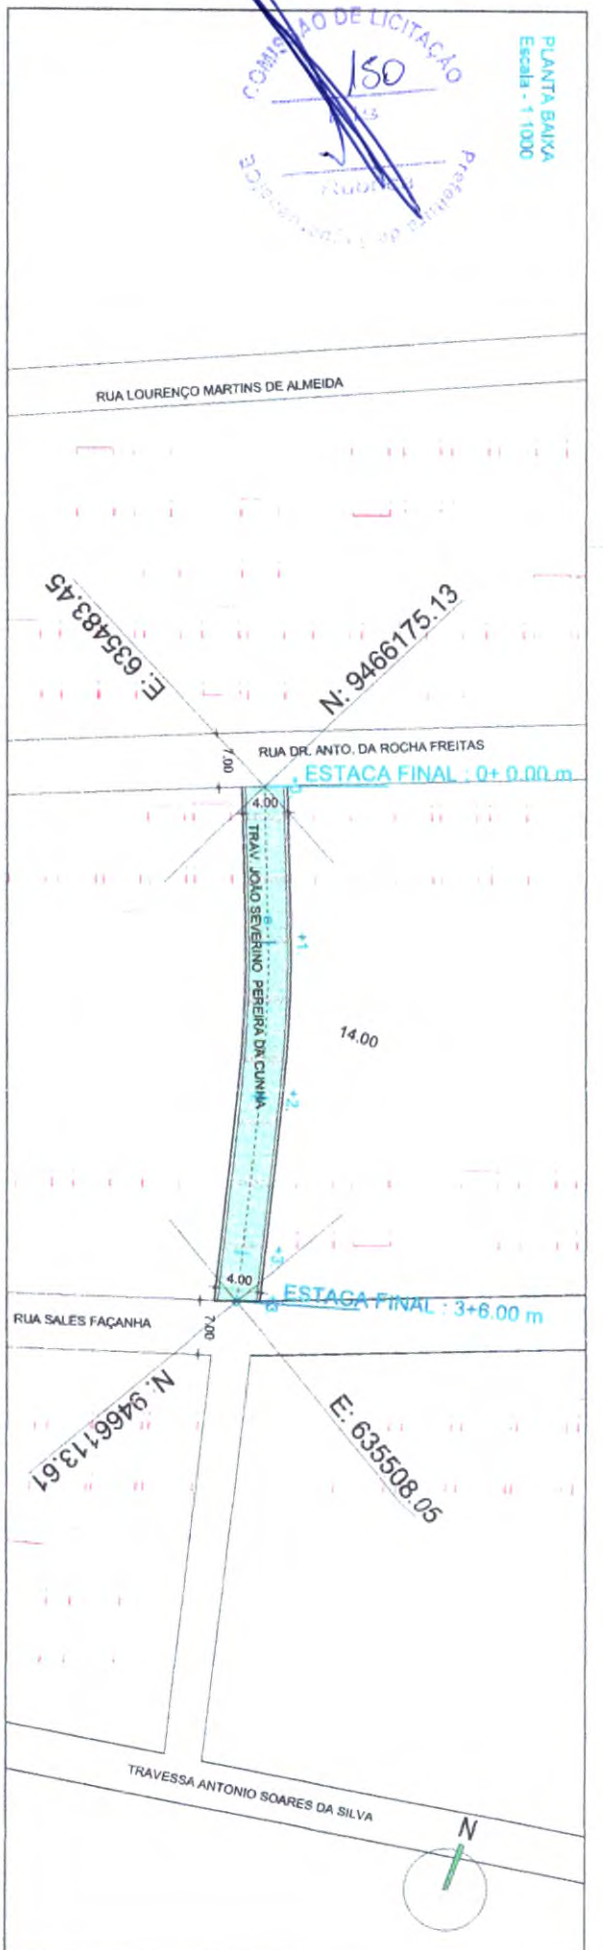 PLANTA BAIXA
Escala - 1 1000
COMISSÃO DE LICITAÇÃO
150
Prefeitura de
RUA LOURENÇO MARTINS DE ALMEIDA
E: 635483.45
N: 9466175.13
RUA DR. ANTO. DA ROCHA FREITAS
7.00
ESTACA FINAL : 0+ 0.00 m
4.00
TRAV. JOÃO SEVERINO PEREIRA DA CUNHA
+1
14.00
+2
+3
4.00
ESTACA FINAL : 3+6.00 m
RUA SALES FAÇANHA
7.00
N: 9466113.61
E: 635508.05
TRAVESSA ANTONIO SOARES DA SILVA
N